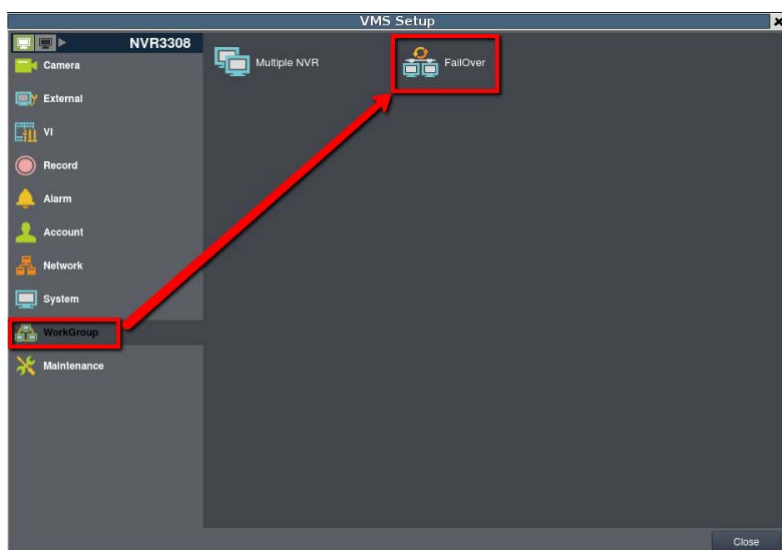 VMS Setup
NVR3308
Camera
External
VI
Record
Alarm
Account
Network
System
WorkGroup
Maintenance
Multiple NVR
FailOver
Close